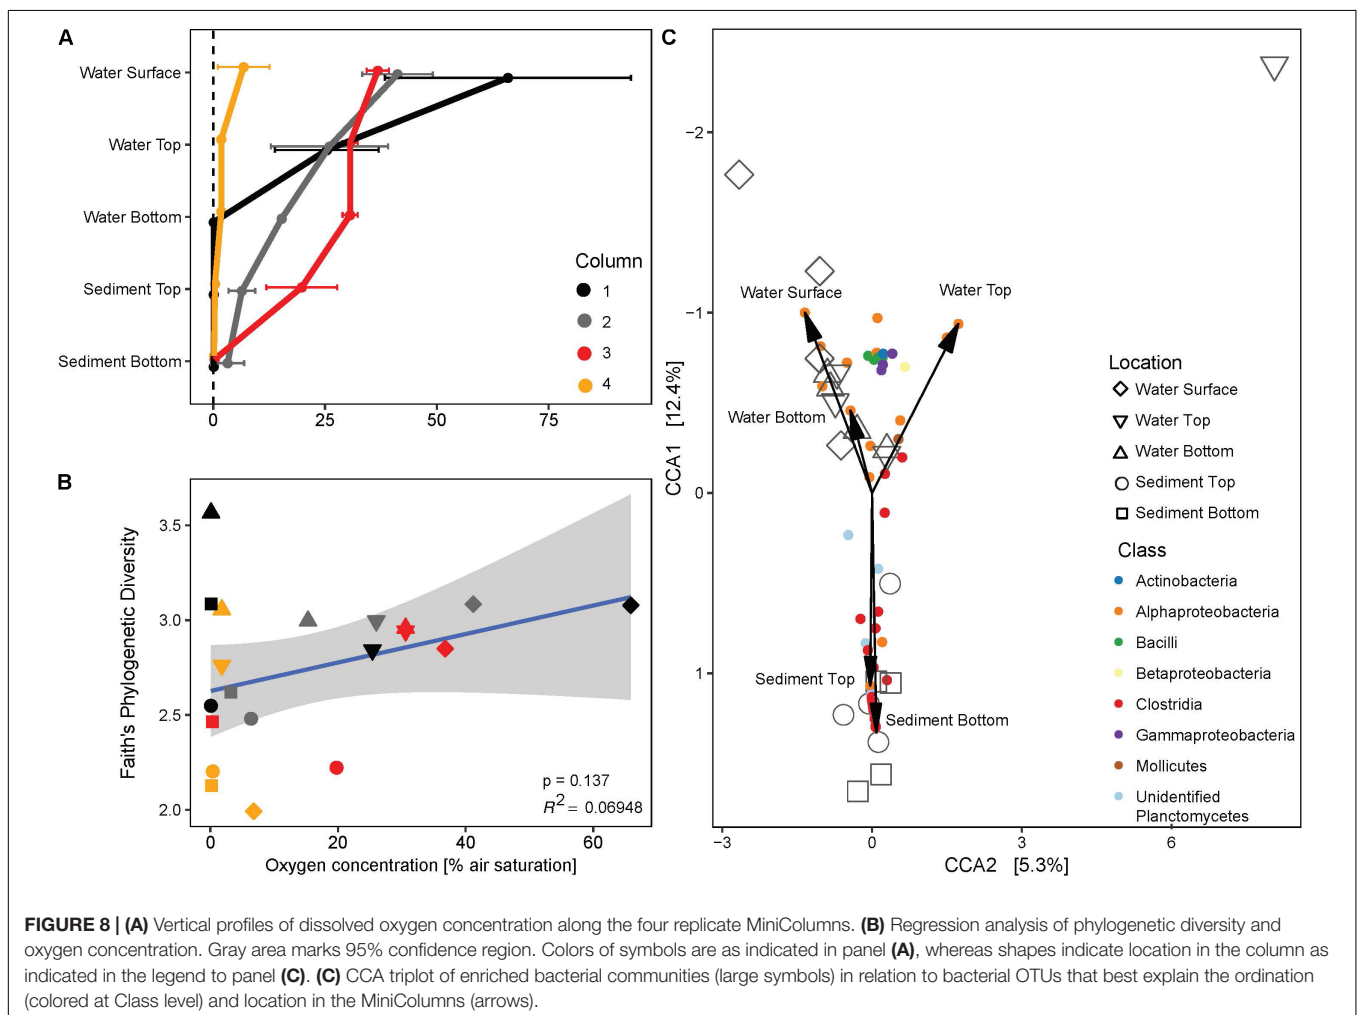 A
Water Surface
Water Top
Water Bottom
Sediment Top
Sediment Bottom
0
25
50
75
Column
1
2
3
4
B
Faith's Phylogenetic Diversity
3.5
3.0
2.5
2.0
0
20
40
60
Oxygen concentration [% air saturation]
p = 0.137
R2 = 0.06948
C
CCA1 [12.4%]
−2
−1
0
1
−3
0
3
6
CCA2 [5.3%]
Water Surface
Water Top
Water Bottom
Sediment Top
Sediment Bottom
Location
Water Surface
Water Top
Water Bottom
Sediment Top
Sediment Bottom
Class
Actinobacteria
Alphaproteobacteria
Bacilli
Betaproteobacteria
Clostridia
Gammaproteobacteria
Mollicutes
Unidentified
Planctomycetes
FIGURE 8 | (A) Vertical profiles of dissolved oxygen concentration along the four replicate MiniColumns. (B) Regression analysis of phylogenetic diversity and
oxygen concentration. Gray area marks 95% confidence region. Colors of symbols are as indicated in panel (A), whereas shapes indicate location in the column as
indicated in the legend to panel (C). (C) CCA triplot of enriched bacterial communities (large symbols) in relation to bacterial OTUs that best explain the ordination
(colored at Class level) and location in the MiniColumns (arrows).